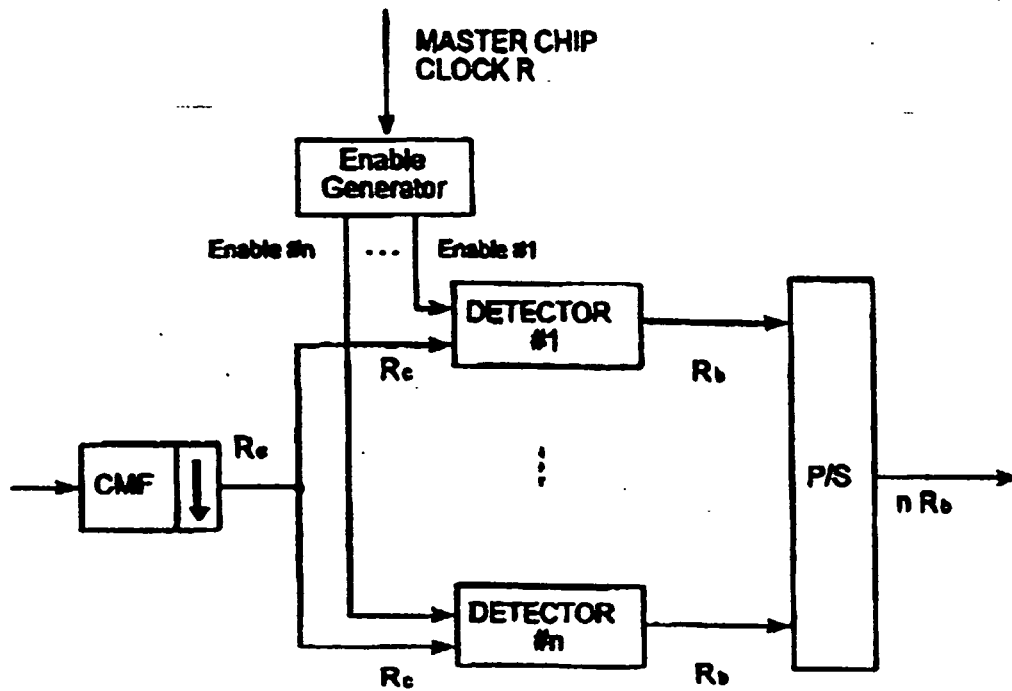 MASTER CHIP
CLOCK R
Enable
Generator
Enable #n
...
Enable #1
DETECTOR
#1
Rc
Rb
Rc
CMF
P/S
n Rb
DETECTOR
#n
Rc
Rb